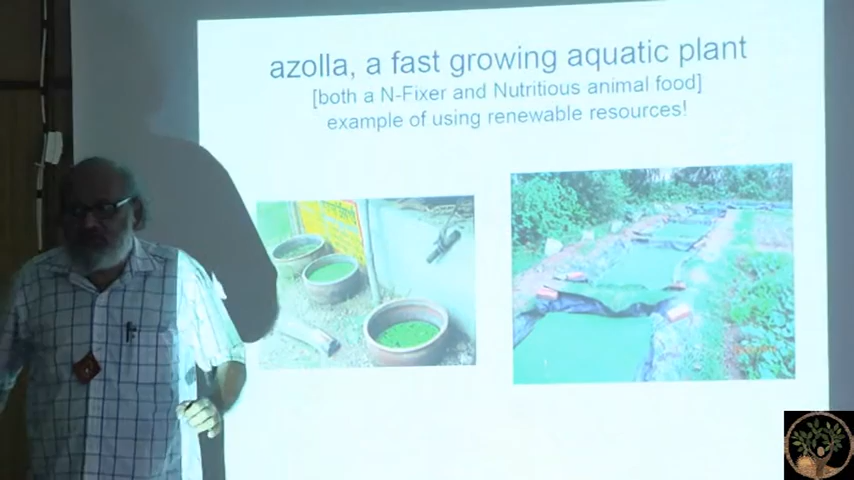 azolla, a fast growing aquatic plant
[both a N-Fixer and Nutritious animal food]
example of using renewable resources!